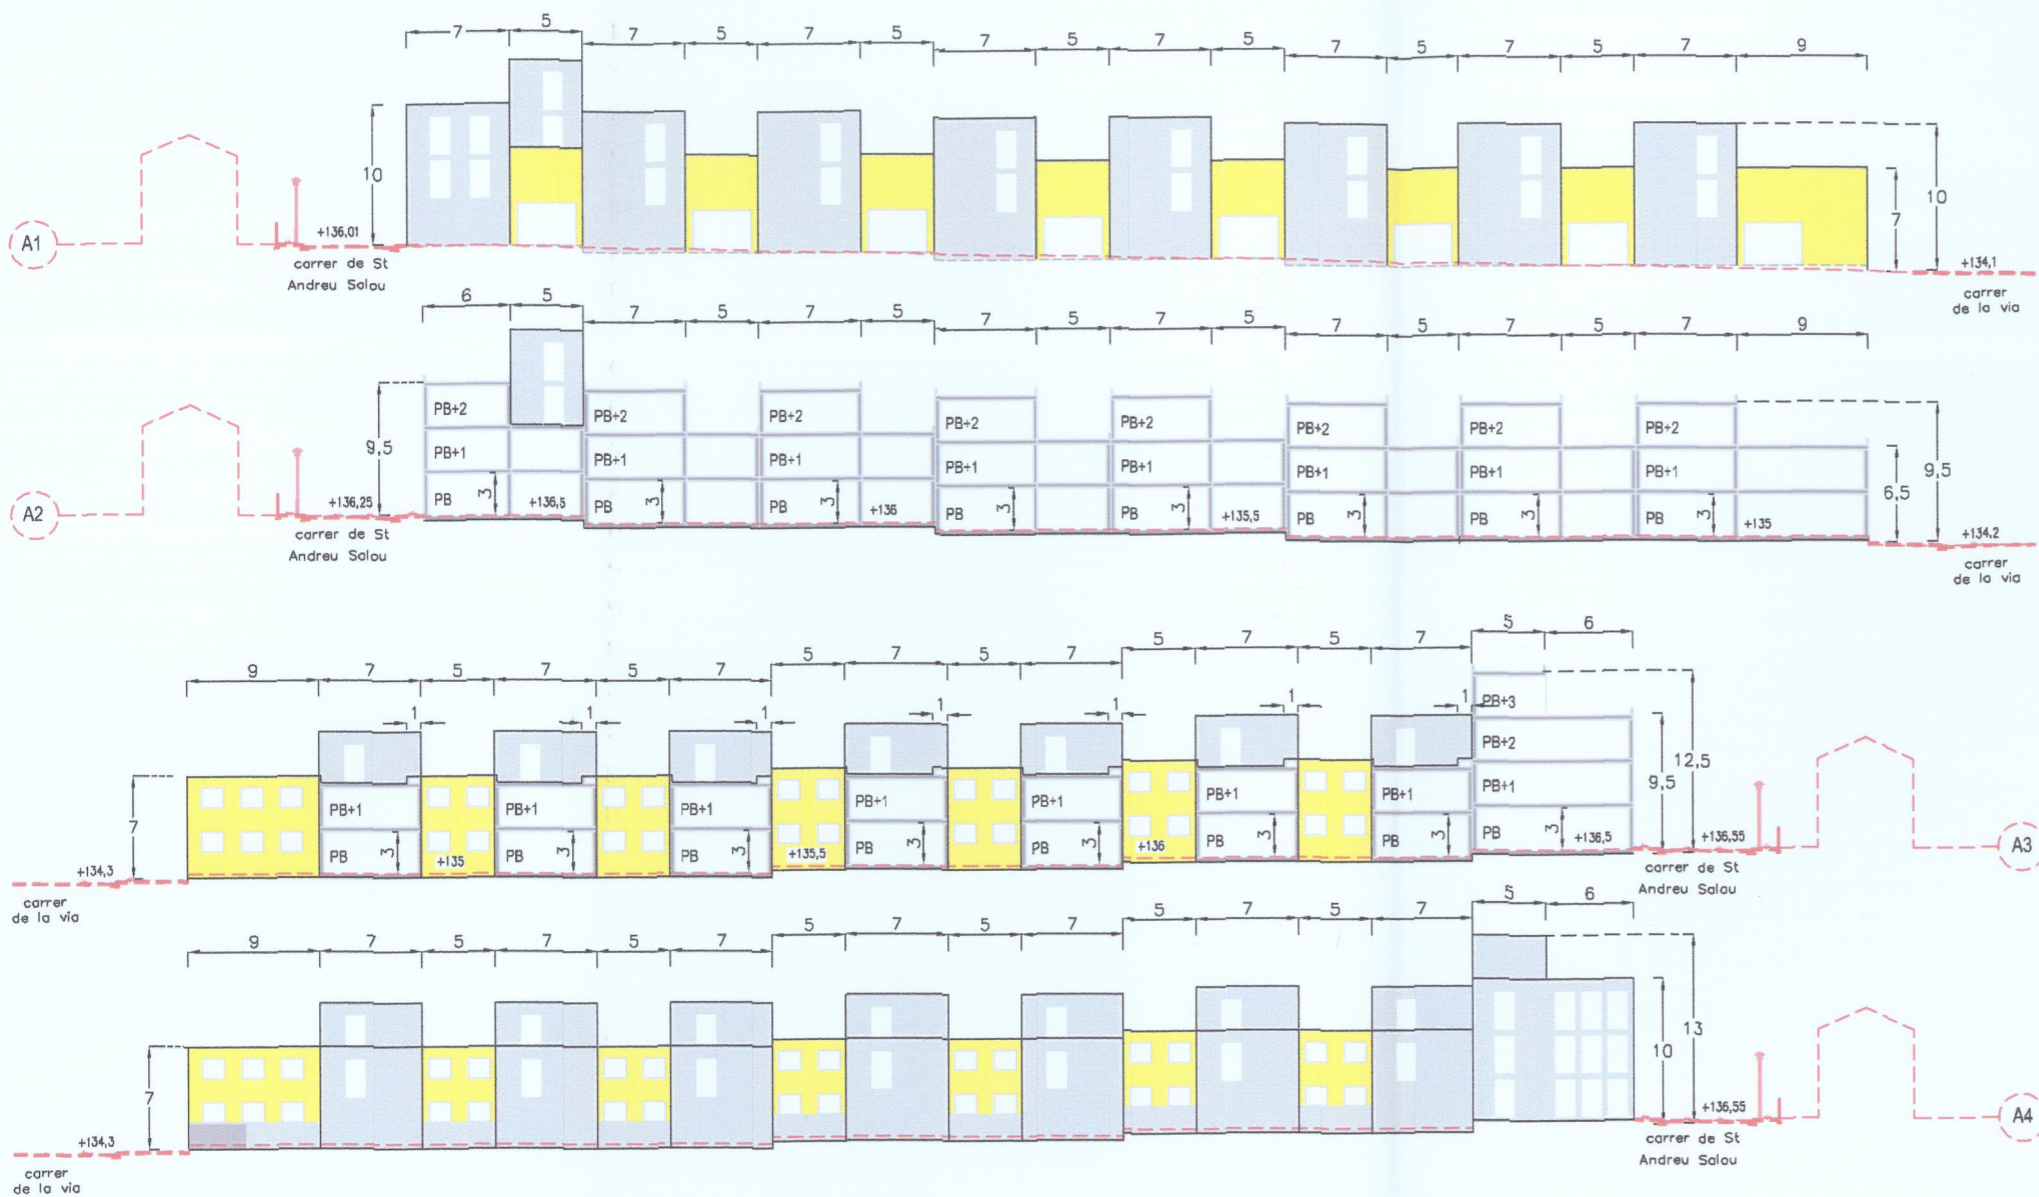 7 5 7 5 7 5 7 5 7 5 7 5 7 5 7 9
10
10
7
A1
+136,01
carrer de St
Andreu Salou
+134,1
carrer
de la via
6 5 7 5 7 5 7 5 7 5 7 5 7 5 7 9
PB+2 PB+2 PB+2 PB+2 PB+2 PB+2 PB+2 PB+2
9,5
PB+1 PB+1 PB+1 PB+1 PB+1 PB+1 PB+1 PB+1
9,5
6,5
PB 3 PB 3 PB 3 PB 3 PB 3 PB 3 PB 3 PB 3
A2
+136,25 +136,5 +136 +135,5 +135
carrer de St
Andreu Salou
+134,2
carrer
de la via
9 7 5 7 5 7 5 7 5 7 5 7 5 7 5 6
1 1 1 1 1 1 1
PB+3
PB+2
12,5
9,5
7
PB+1 PB+1 PB+1 PB+1 PB+1 PB+1 PB+1 PB+1
PB 3 PB 3 PB 3 PB 3 PB 3 PB 3 PB 3 PB 3
+134,3 +135 +135,5 +136 +136,5 +136,55
A3
carrer
de la via
carrer de St
Andreu Salou
9 7 5 7 5 7 5 7 5 7 5 7 5 7 5 6
13
10
7
+134,3
+136,55
A4
carrer
de la via
carrer de St
Andreu Salou